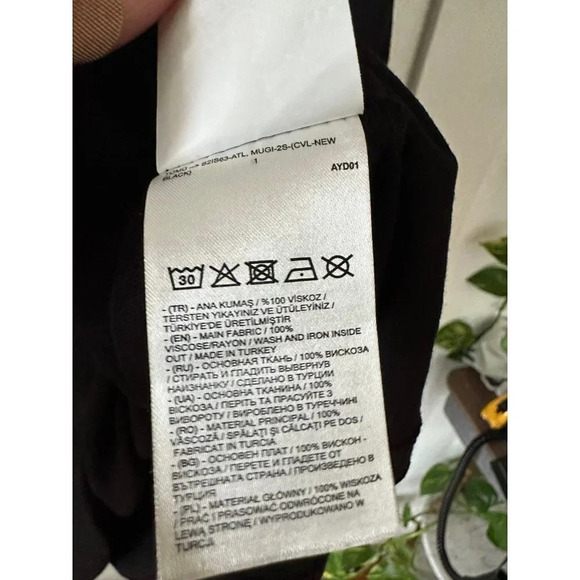 S2IS63-ATL, MUGI-2S-(CVL-NEW
BLACK) 1 AYD01
30
- (TR) - ANA KUMAŞ / %100 VİSKOZ /
TERSTEN YIKAYINIZ VE ÜTÜLEYİNİZ /
TÜRKİYE'DE ÜRETİLMİŞTİR
- (EN) - MAIN FABRIC / 100%
VISCOSE/RAYON / WASH AND IRON INSIDE
OUT / MADE IN TURKEY
- (RU) - ОСНОВНАЯ ТКАНЬ / 100% ВИСКОЗА
/ СТИРАТЬ И ГЛАДИТЬ ВЫВЕРНУВ
НАИЗНАНКУ / СДЕЛАНО В ТУРЦИИ
- (UA) - ОСНОВНА ТКАНИНА / 100%
ВІСКОЗА / ПЕРІТЬ ТА ПРАСУЙТЕ З
ВИВОРОТУ / ВИРОБЛЕНО В ТУРЕЧЧИНІ
- (RO) - MATERIAL PRINCIPAL / 100%
VÂSCOZĂ / SPĂLAȚI ȘI CĂLCAȚI PE DOS /
FABRICAT IN TURCIA
- (BG) - ОСНОВЕН ПЛАТ / 100% ВИСКОН -
ВИСКОЗА / ПЕРЕТЕ И ГЛАДЕТЕ ОТ
ВЪТРЕШНАТА СТРАНА / ПРОИЗВЕДЕНО В
ТУРЦИЯ
- (PL) - MATERIAŁ GŁÓWNY / 100% WISKOZA
/ PRAĆ I PRASOWAĆ ODWRÓCONE NA
LEWĄ STRONĘ / WYPRODUKOWANO W
TURCJI